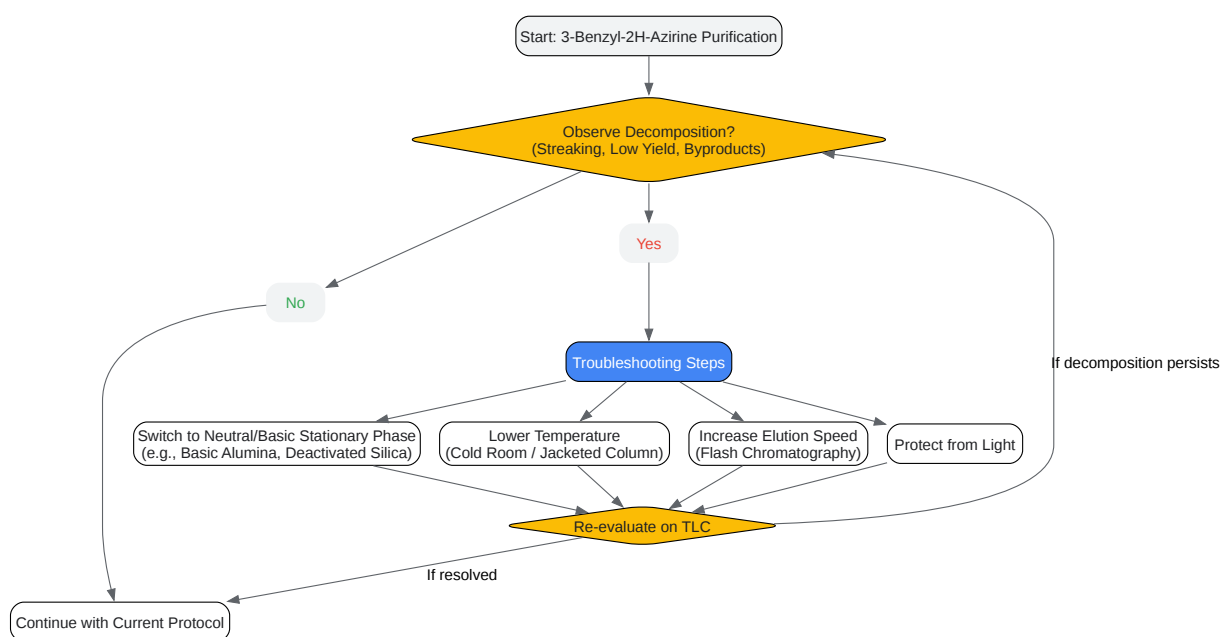 Start: 3-Benzyl-2H-Azirine Purification
Observe Decomposition?
(Streaking, Low Yield, Byproducts)
Yes
No
Troubleshooting Steps
If decomposition persists
Switch to Neutral/Basic Stationary Phase
(e.g., Basic Alumina, Deactivated Silica)
Lower Temperature
(Cold Room / Jacketed Column)
Increase Elution Speed
(Flash Chromatography)
Protect from Light
Re-evaluate on TLC
If resolved
Continue with Current Protocol